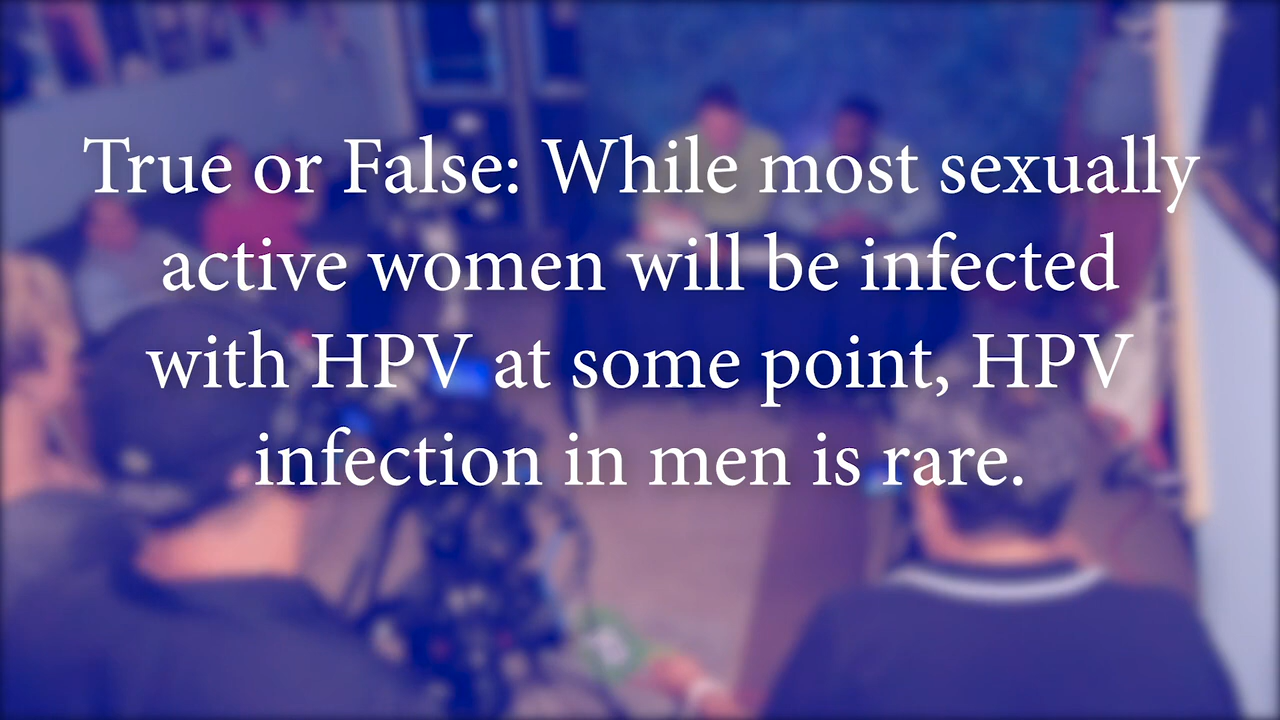 True or False: While most sexually
active women will be infected
with HPV at some point, HPV
infection in men is rare.